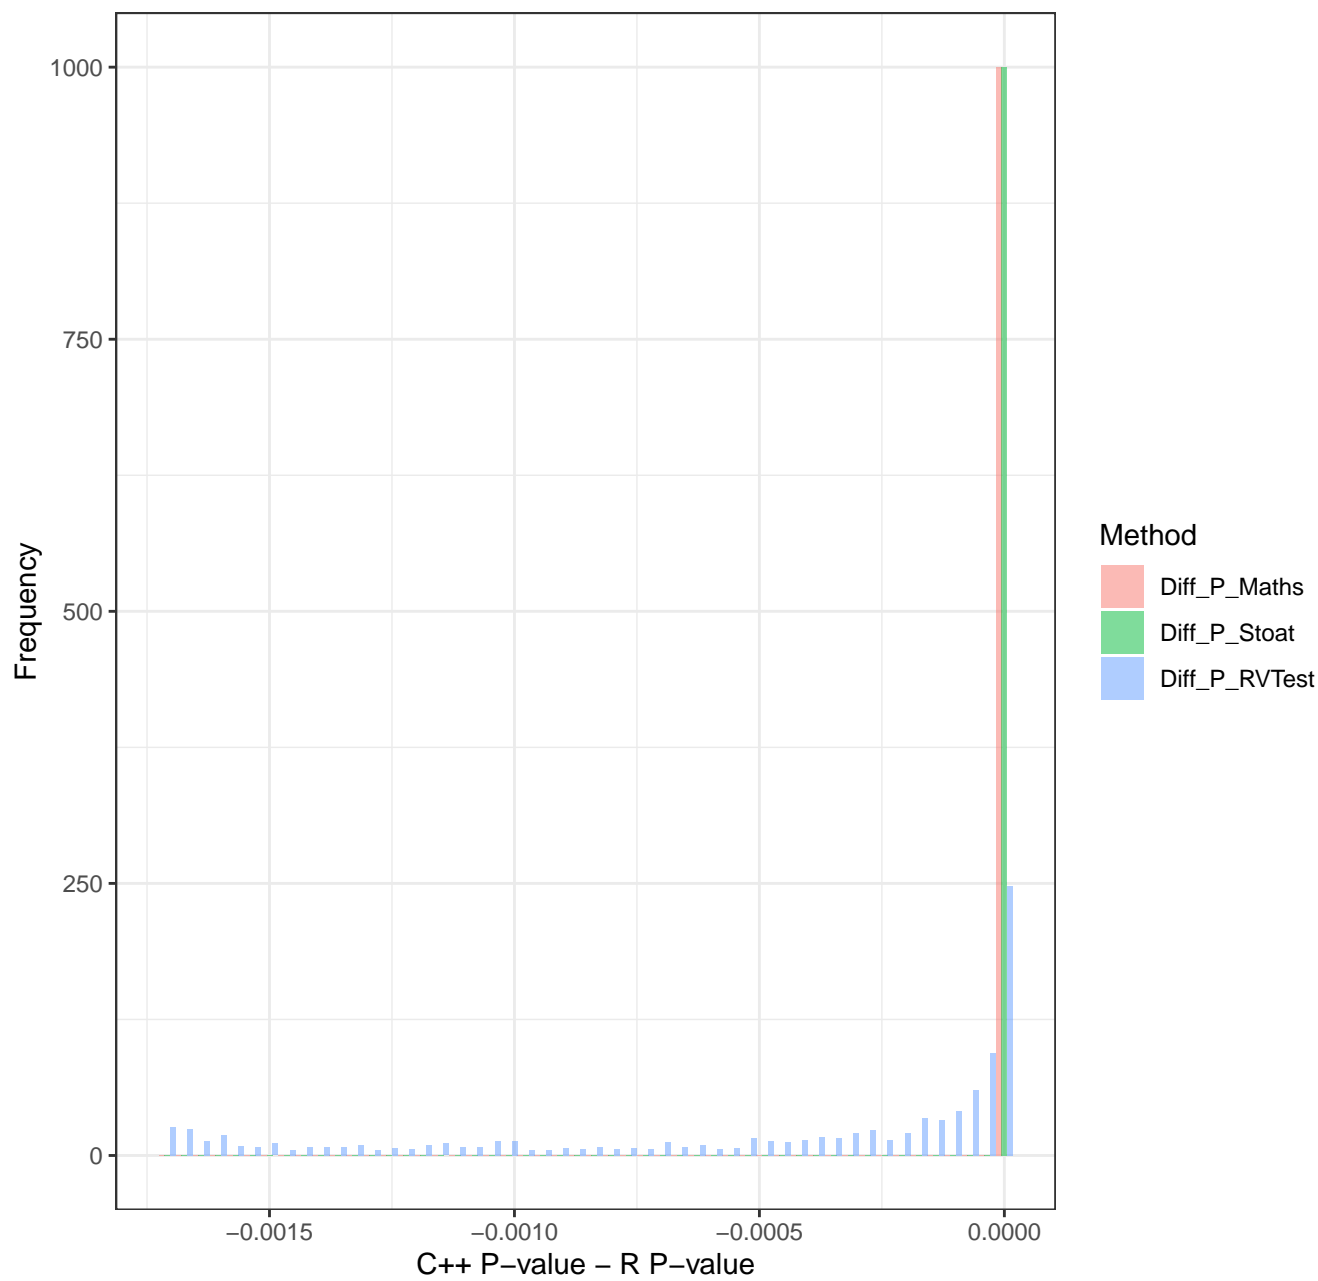 1000
750
500
250
0
Frequency
−0.0015
−0.0010
−0.0005
0.0000
C++ P−value − R P−value
Method
Diff_P_Maths
Diff_P_Stoat
Diff_P_RVTest